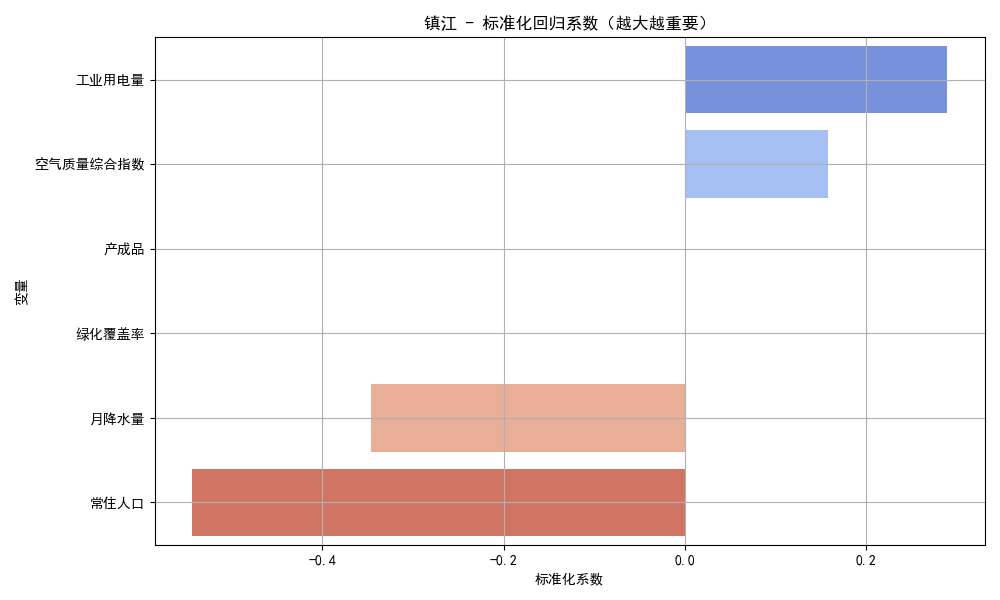 镇江 - 标准化回归系数（越大越重要）
工业用电量
空气质量综合指数
产成品
绿化覆盖率
月降水量
常住人口
变量
-0.4
-0.2
0.0
0.2
标准化系数